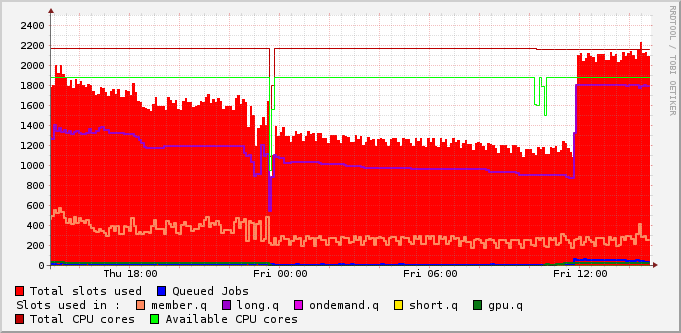 2400
2200
2000
1800
1600
1400
1200
1000
800
600
400
200
0
Thu 18:00 Fri 00:00 Fri 06:00 Fri 12:00
Total slots used Queued Jobs
Slots used in : member.q long.q ondemand.q short.q gpu.q
Total CPU cores Available CPU cores
RRDTOOL / TOBI OETIKER